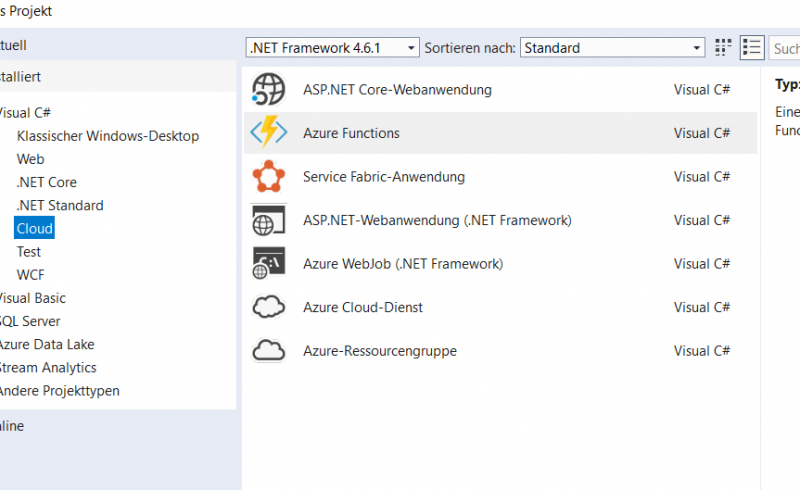 s Projekt
.NET Framework 4.6.1 Sortieren nach: Standard Such
tuell
stalliert
Visual C#
Klassischer Windows-Desktop
Web
.NET Core
.NET Standard
Cloud
Test
WCF
Visual Basic
SQL Server
Azure Data Lake
Stream Analytics
Andere Projekttypen
nline
ASP.NET Core-Webanwendung Visual C#
Azure Functions Visual C#
Service Fabric-Anwendung Visual C#
ASP.NET-Webanwendung (.NET Framework) Visual C#
Azure WebJob (.NET Framework) Visual C#
Azure Cloud-Dienst Visual C#
Azure-Ressourcengruppe Visual C#
Typ:
Eine
Func